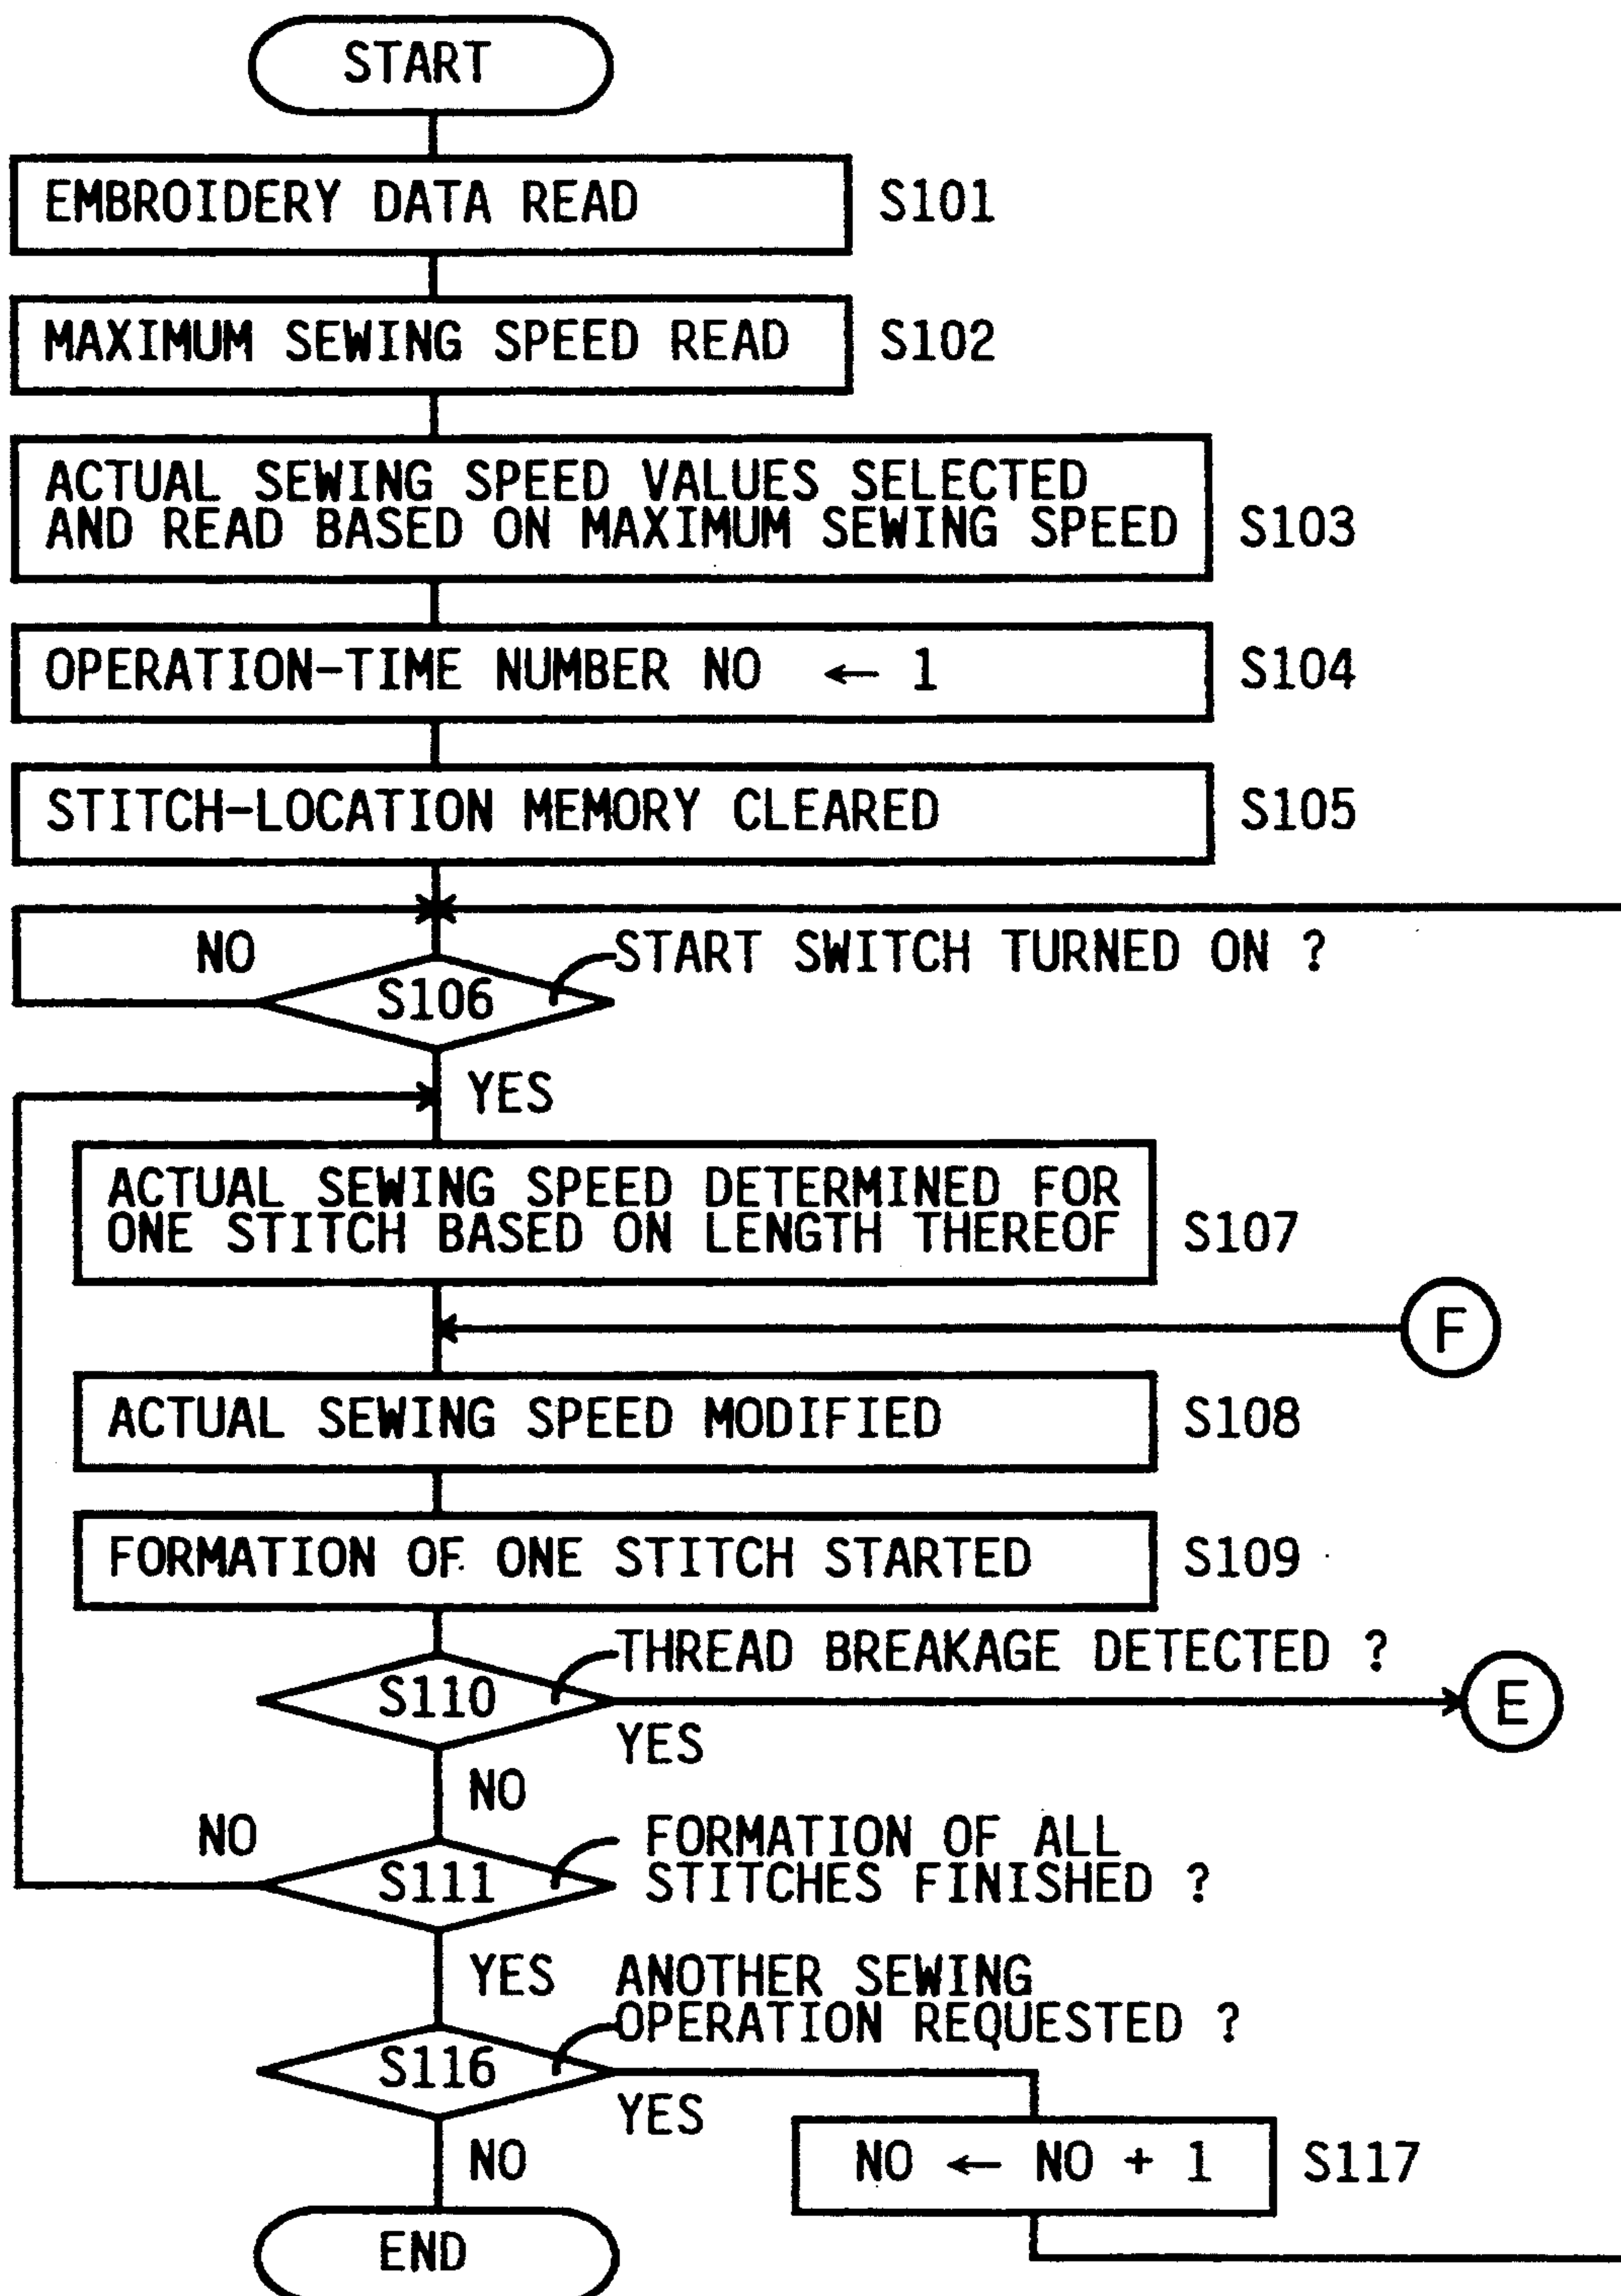 START
EMBROIDERY DATA READ
S101
MAXIMUM SEWING SPEED READ
S102
ACTUAL SEWING SPEED VALUES SELECTED
AND READ BASED ON MAXIMUM SEWING SPEED
S103
OPERATION-TIME NUMBER NO ← 1
S104
STITCH-LOCATION MEMORY CLEARED
S105
NO
START SWITCH TURNED ON ?
S106
YES
ACTUAL SEWING SPEED DETERMINED FOR
ONE STITCH BASED ON LENGTH THEREOF
S107
F
ACTUAL SEWING SPEED MODIFIED
S108
FORMATION OF ONE STITCH STARTED
S109
THREAD BREAKAGE DETECTED ?
S110
E
YES
NO
NO
FORMATION OF ALL
STITCHES FINISHED ?
S111
YES
ANOTHER SEWING
OPERATION REQUESTED ?
S116
YES
NO
NO ← NO + 1
S117
END